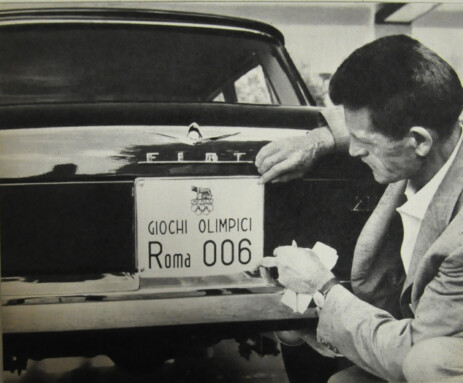 FIAT
GIOCHI OLIMPICI
Roma 006